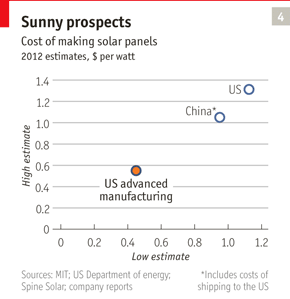 4
Sunny prospects
Cost of making solar panels
2012 estimates, $ per watt
1.4
1.2
1.0
0.8
0.6
0.4
0.2
0
High estimate
US
China*
US advanced
manufacturing
0 0.2 0.4 0.6 0.8 1.0 1.2
Low estimate
Sources: MIT; US Department of energy;
Spine Solar; company reports
*Includes costs of
shipping to the US